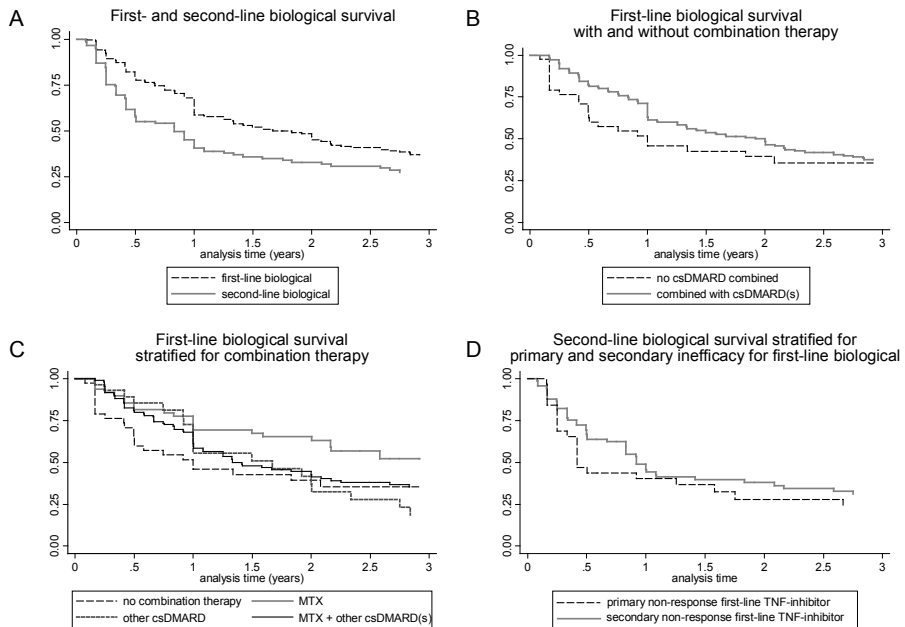 A
First- and second-line biological survival
1.00
0.75
0.50
0.25
0.00
0 .5 1 1.5 2 2.5 3
analysis time (years)
first-line biological
second-line biological
B
First-line biological survival
with and without combination therapy
1.00
0.75
0.50
0.25
0.00
0 .5 1 1.5 2 2.5 3
analysis time (years)
no csDMARD combined
combined with csDMARD(s)
C
First-line biological survival
stratified for combination therapy
1.00
0.75
0.50
0.25
0.00
0 .5 1 1.5 2 2.5 3
analysis time (years)
no combination therapy MTX
other csDMARD MTX + other csDMARD(s)
D
Second-line biological survival stratified for
primary and secondary inefficacy for first-line biological
1.00
0.75
0.50
0.25
0.00
0 .5 1 1.5 2 2.5 3
analysis time
primary non-response first-line TNF-inhibitor
secondary non-response first-line TNF-inhibitor